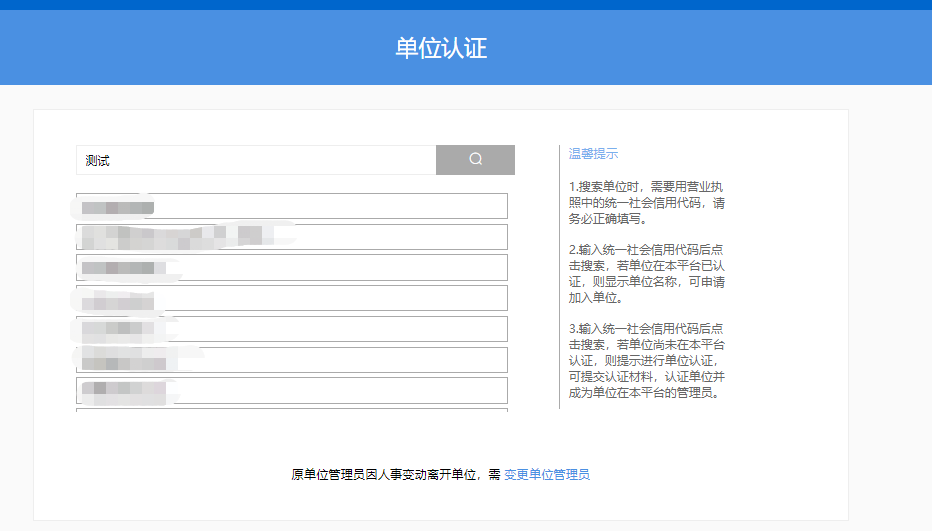 单位认证
测试
温馨提示
1.搜索单位时，需要用营业执
照中的统一社会信用代码，请
务必正确填写。
2.输入统一社会信用代码后点
击搜索，若单位在本平台已认
证，则显示单位名称，可申请
加入单位。
3.输入统一社会信用代码后点
击搜索，若单位尚未在本平台
认证，则提示进行单位认证，
可提交认证材料，认证单位并
成为单位在本平台的管理员。
原单位管理员因人事变动离开单位，需 变更单位管理员